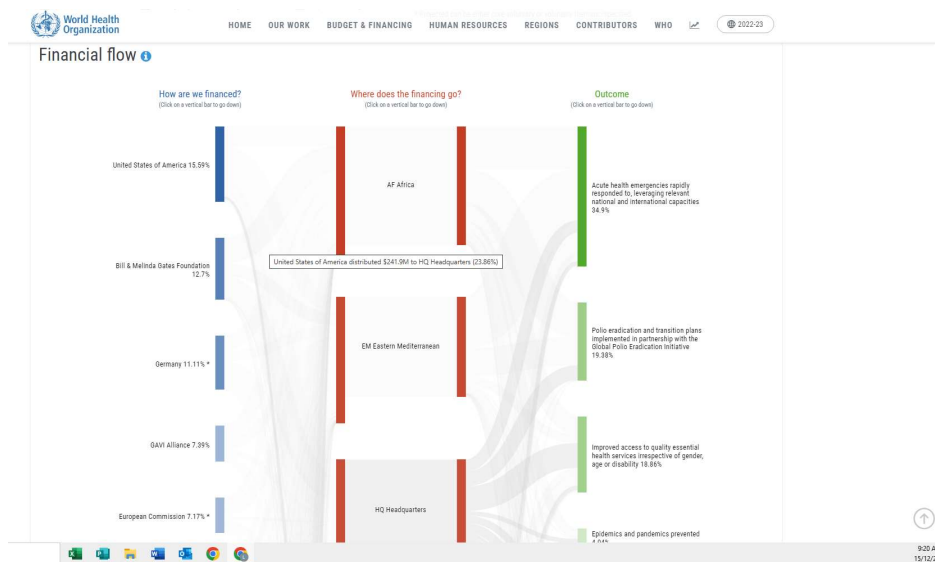 World Health
Organization
HOME OUR WORK BUDGET & FINANCING HUMAN RESOURCES REGIONS CONTRIBUTORS WHO 2022-23
Financial flow
How are we financed?
(Click on a vertical bar to go down)
Where does the financing go?
(Click on a vertical bar to go down)
Outcome
(Click on a vertical bar to go down)
United States of America 15.59%
AF Africa
Acute health emergencies rapidly
responded to, leveraging relevant
national and international capacities
34.9%
United States of America distributed $241.9M to HQ Headquarters (23.86%)
Bill & Melinda Gates Foundation
12.7%
EM Eastern Mediterranean
Polio eradication and transition plans
implemented in partnership with the
Global Polio Eradication Initiative
19.38%
Germany 11.11% *
GAVI Alliance 7.39%
Improved access to quality essential
health services irrespective of gender,
age or disability 18.86%
European Commission 7.17% *
HQ Headquarters
Epidemics and pandemics prevented
9:20 A
15/12/2